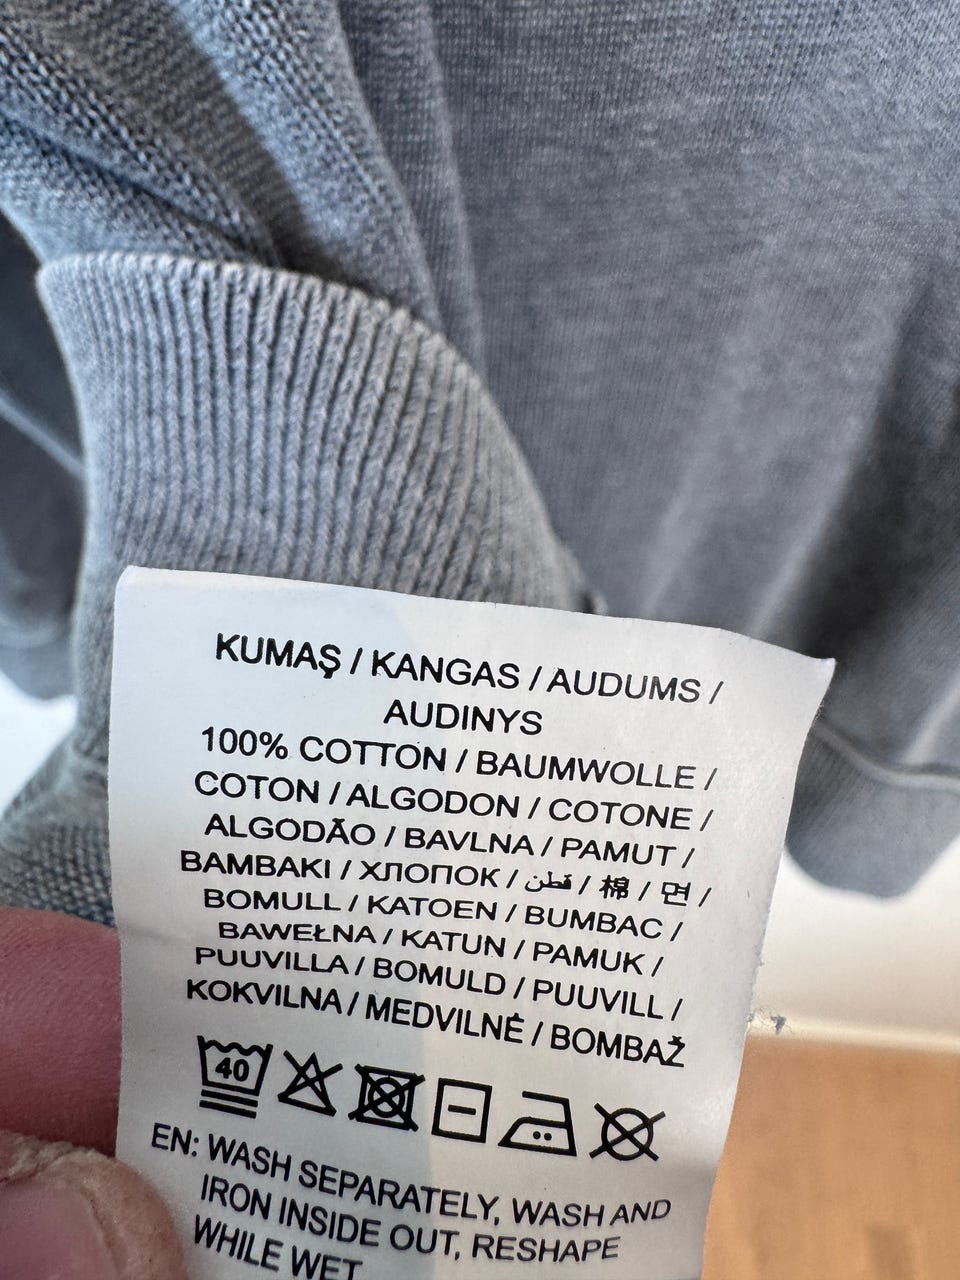 KUMAŞ / KANGAS / AUDUMS /
AUDINYS
100% COTTON / BAUMWOLLE /
COTON / ALGODON / COTONE /
ALGODÃO / BAVLNA / PAMUT /
BAMBAKI / ХЛОПОК / قطن / 棉 / 면 /
BOMULL / KATOEN / BUMBAC /
BAWEŁNA / KATUN / PAMUK /
PUUVILLA / BOMULD / PUUVILL /
KOKVILNA / MEDVILNĖ / BOMBAŽ
40
EN: WASH SEPARATELY, WASH AND
IRON INSIDE OUT, RESHAPE
WHILE WET